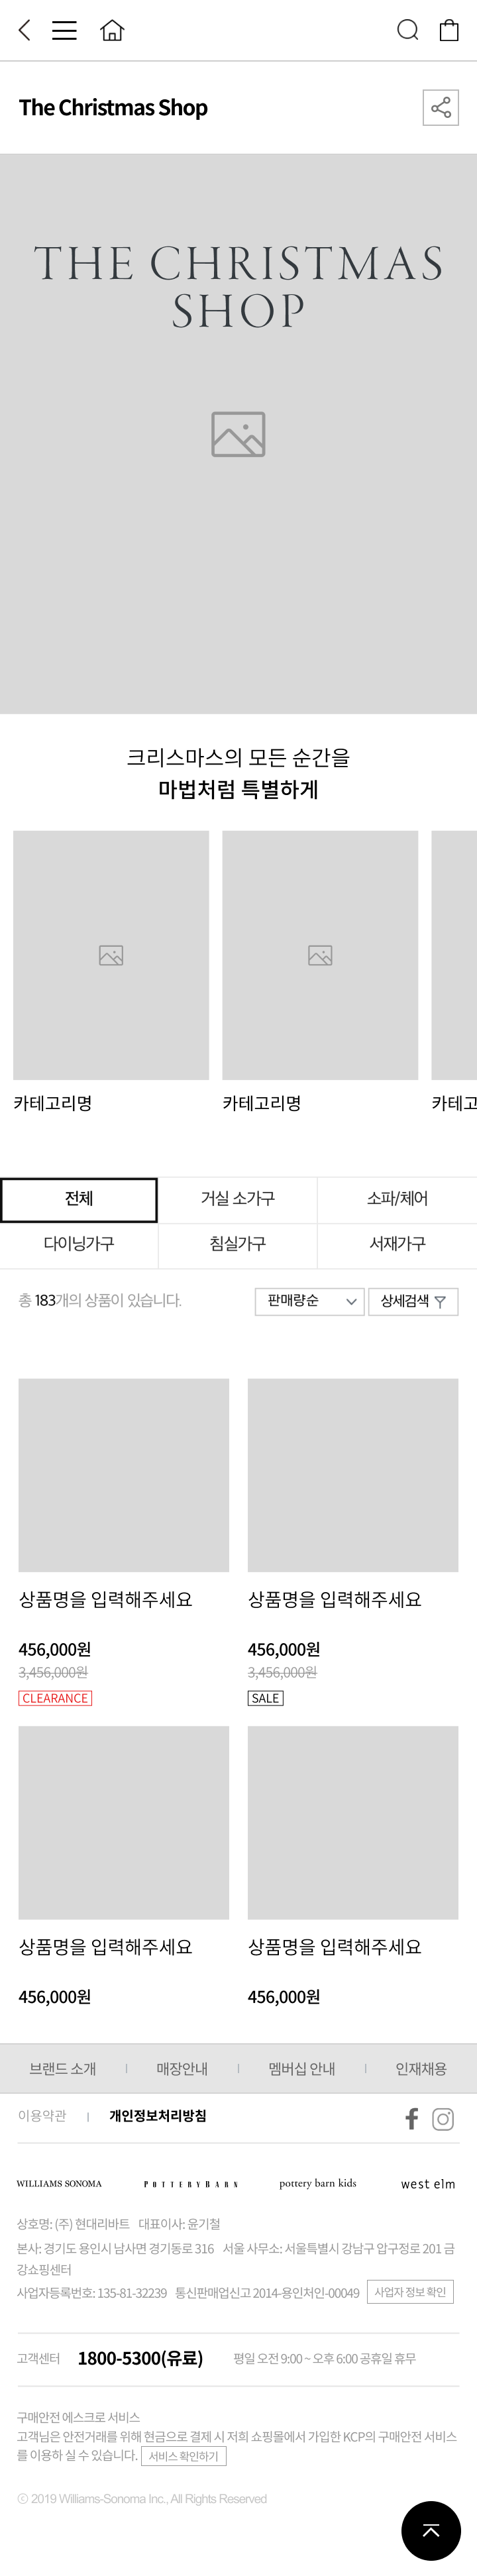 The Christmas Shop
THE CHRISTMAS
SHOP
크리스마스의 모든 순간을
마법처럼 특별하게
카테고리명
카테고리명
카테고
전체
거실 소가구
소파/체어
다이닝가구
침실가구
서재가구
총 183개의 상품이 있습니다.
판매량순
상세검색
상품명을 입력해주세요
456,000원
3,456,000원
CLEARANCE
상품명을 입력해주세요
456,000원
3,456,000원
SALE
상품명을 입력해주세요
456,000원
상품명을 입력해주세요
456,000원
브랜드 소개 | 매장안내 | 멤버십 안내 | 인재채용
이용약관 | 개인정보처리방침
WILLIAMS SONOMA
POTTERYBARN
pottery barn kids
west elm
상호명: (주) 현대리바트 대표이사: 윤기철
본사: 경기도 용인시 남사면 경기동로 316 서울 사무소: 서울특별시 강남구 압구정로 201 금
강쇼핑센터
사업자등록번호: 135-81-32239 통신판매업신고 2014-용인처인-00049 사업자 정보 확인
고객센터 1800-5300(유료) 평일 오전 9:00 ~ 오후 6:00 공휴일 휴무
구매안전 에스크로 서비스
고객님은 안전거래를 위해 현금으로 결제 시 저희 쇼핑몰에서 가입한 KCP의 구매안전 서비스
를 이용하 실 수 있습니다. 서비스 확인하기
ⓒ 2019 Williams-Sonoma Inc., All Rights Reserved